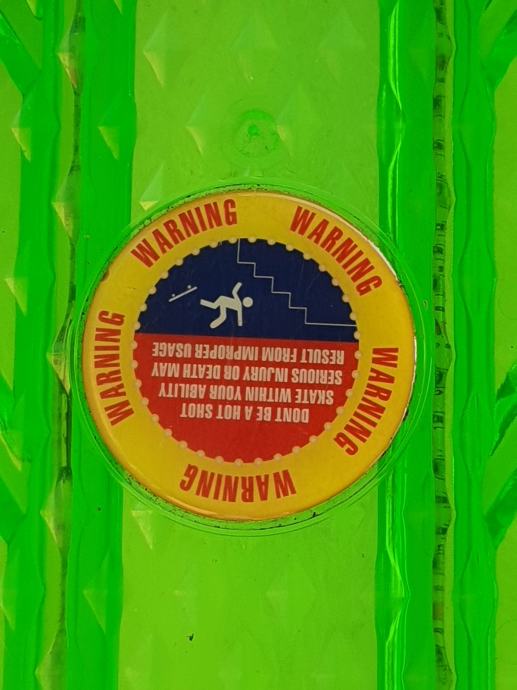 WARNING
WARNING
WARNING
WARNING
WARNING
DONT BE A HOT SHOT
SKATE WITHIN YOUR ABILITY
SERIOUS INJURY OR DEATH MAY
RESULT FROM IMPROPER USAGE